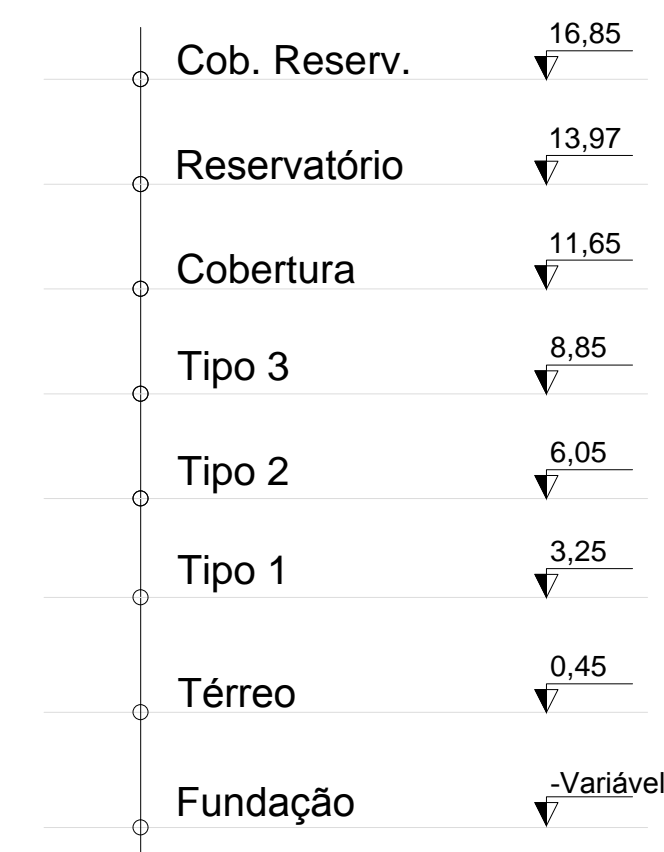 Cob. Reserv. 16,85
Reservatório 13,97
Cobertura 11,65
Tipo 3 8,85
Tipo 2 6,05
Tipo 1 3,25
Térreo 0,45
Fundação -Variável